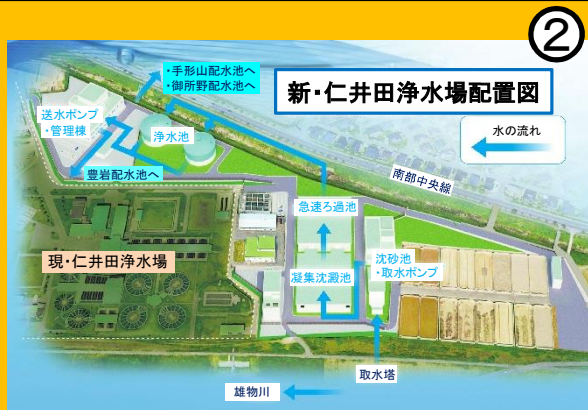 ②
・手形山配水池へ
・御所野配水池へ
新・仁井田浄水場配置図
送水ポンプ
・管理棟
浄水池
水の流れ
豊岩配水池へ
南部中央線
急速ろ過池
現・仁井田浄水場
沈砂池
・取水ポンプ
凝集沈澱池
取水塔
雄物川